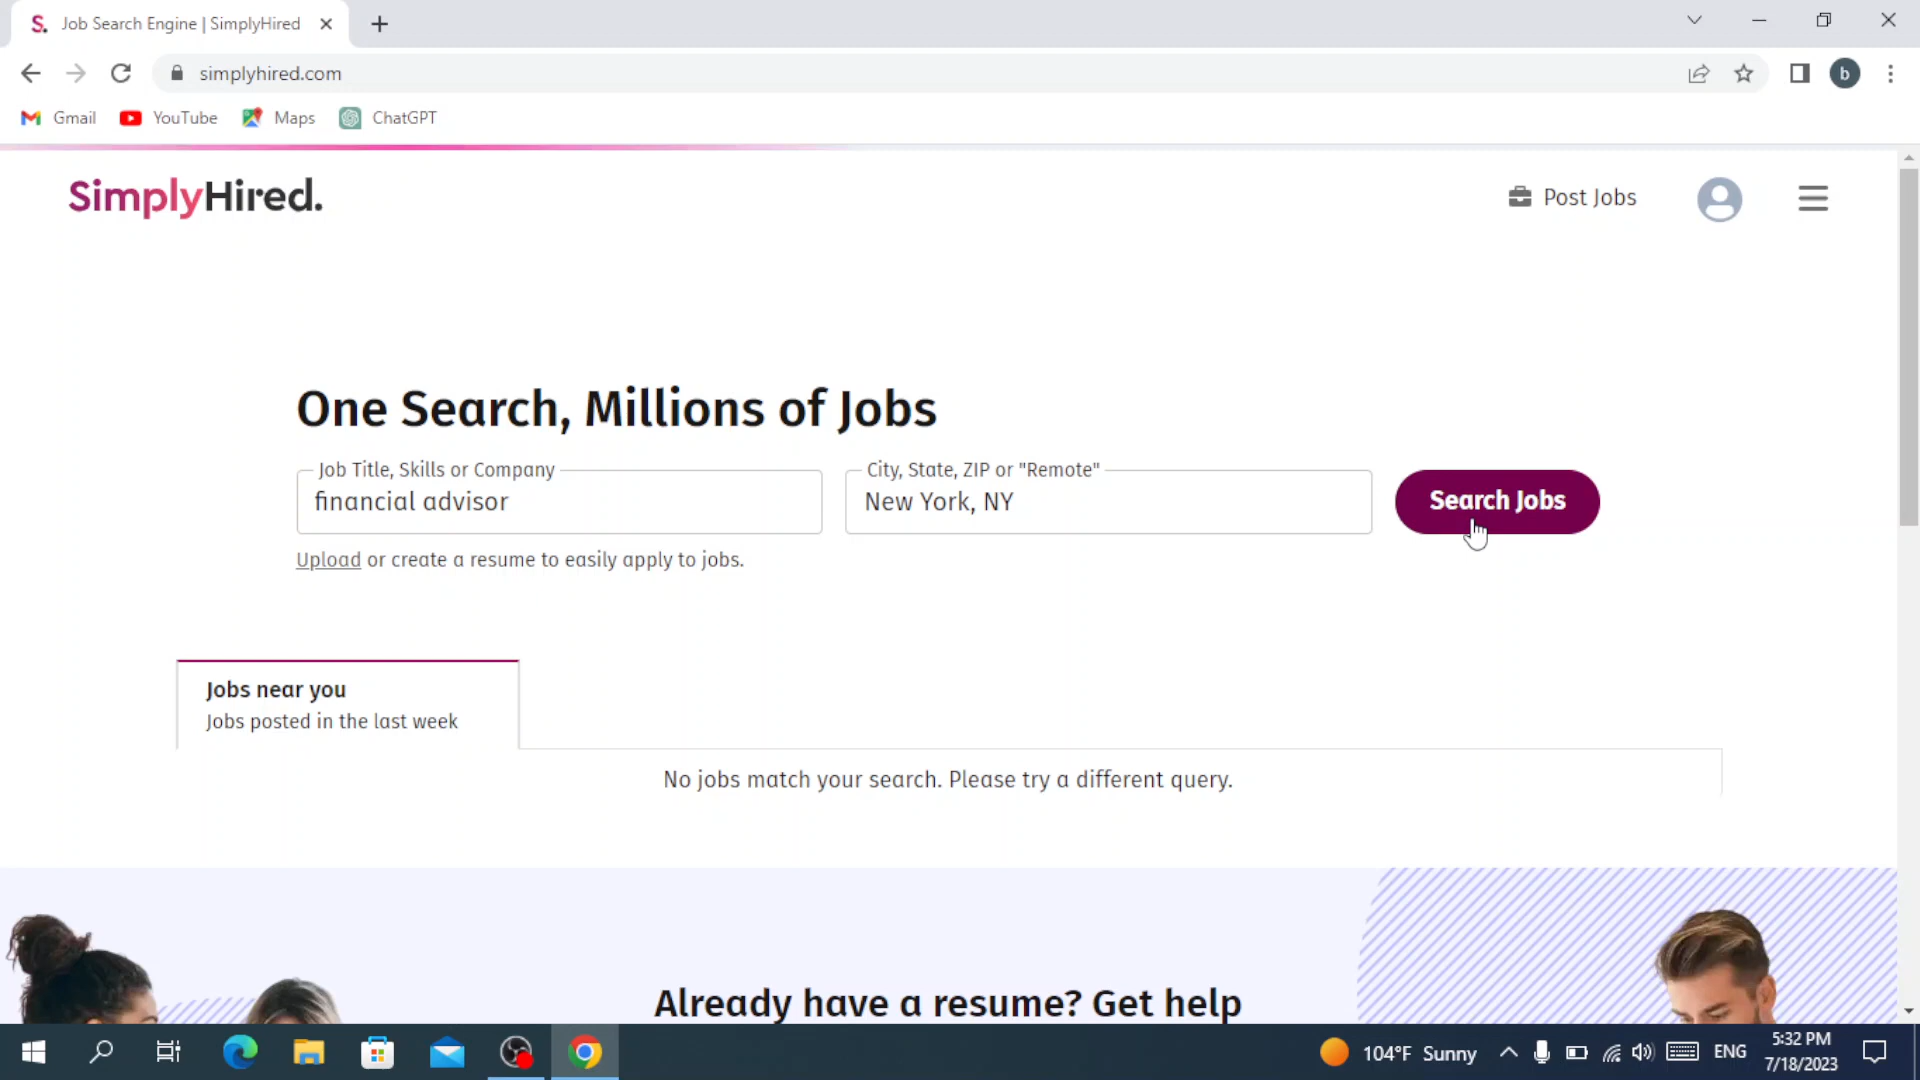 S. Job Search Engine | SimplyHired
simplyhired.com
b
Gmail YouTube Maps ChatGPT
SimplyHired.
Post Jobs
One Search, Millions of Jobs
Job Title, Skills or Company
City, State, ZIP or "Remote"
financial advisor
New York, NY
Search Jobs
Upload or create a resume to easily apply to jobs.
Jobs near you
Jobs posted in the last week
No jobs match your search. Please try a different query.
Already have a resume? Get help
104°F Sunny
ENG
5:32 PM
7/18/2023